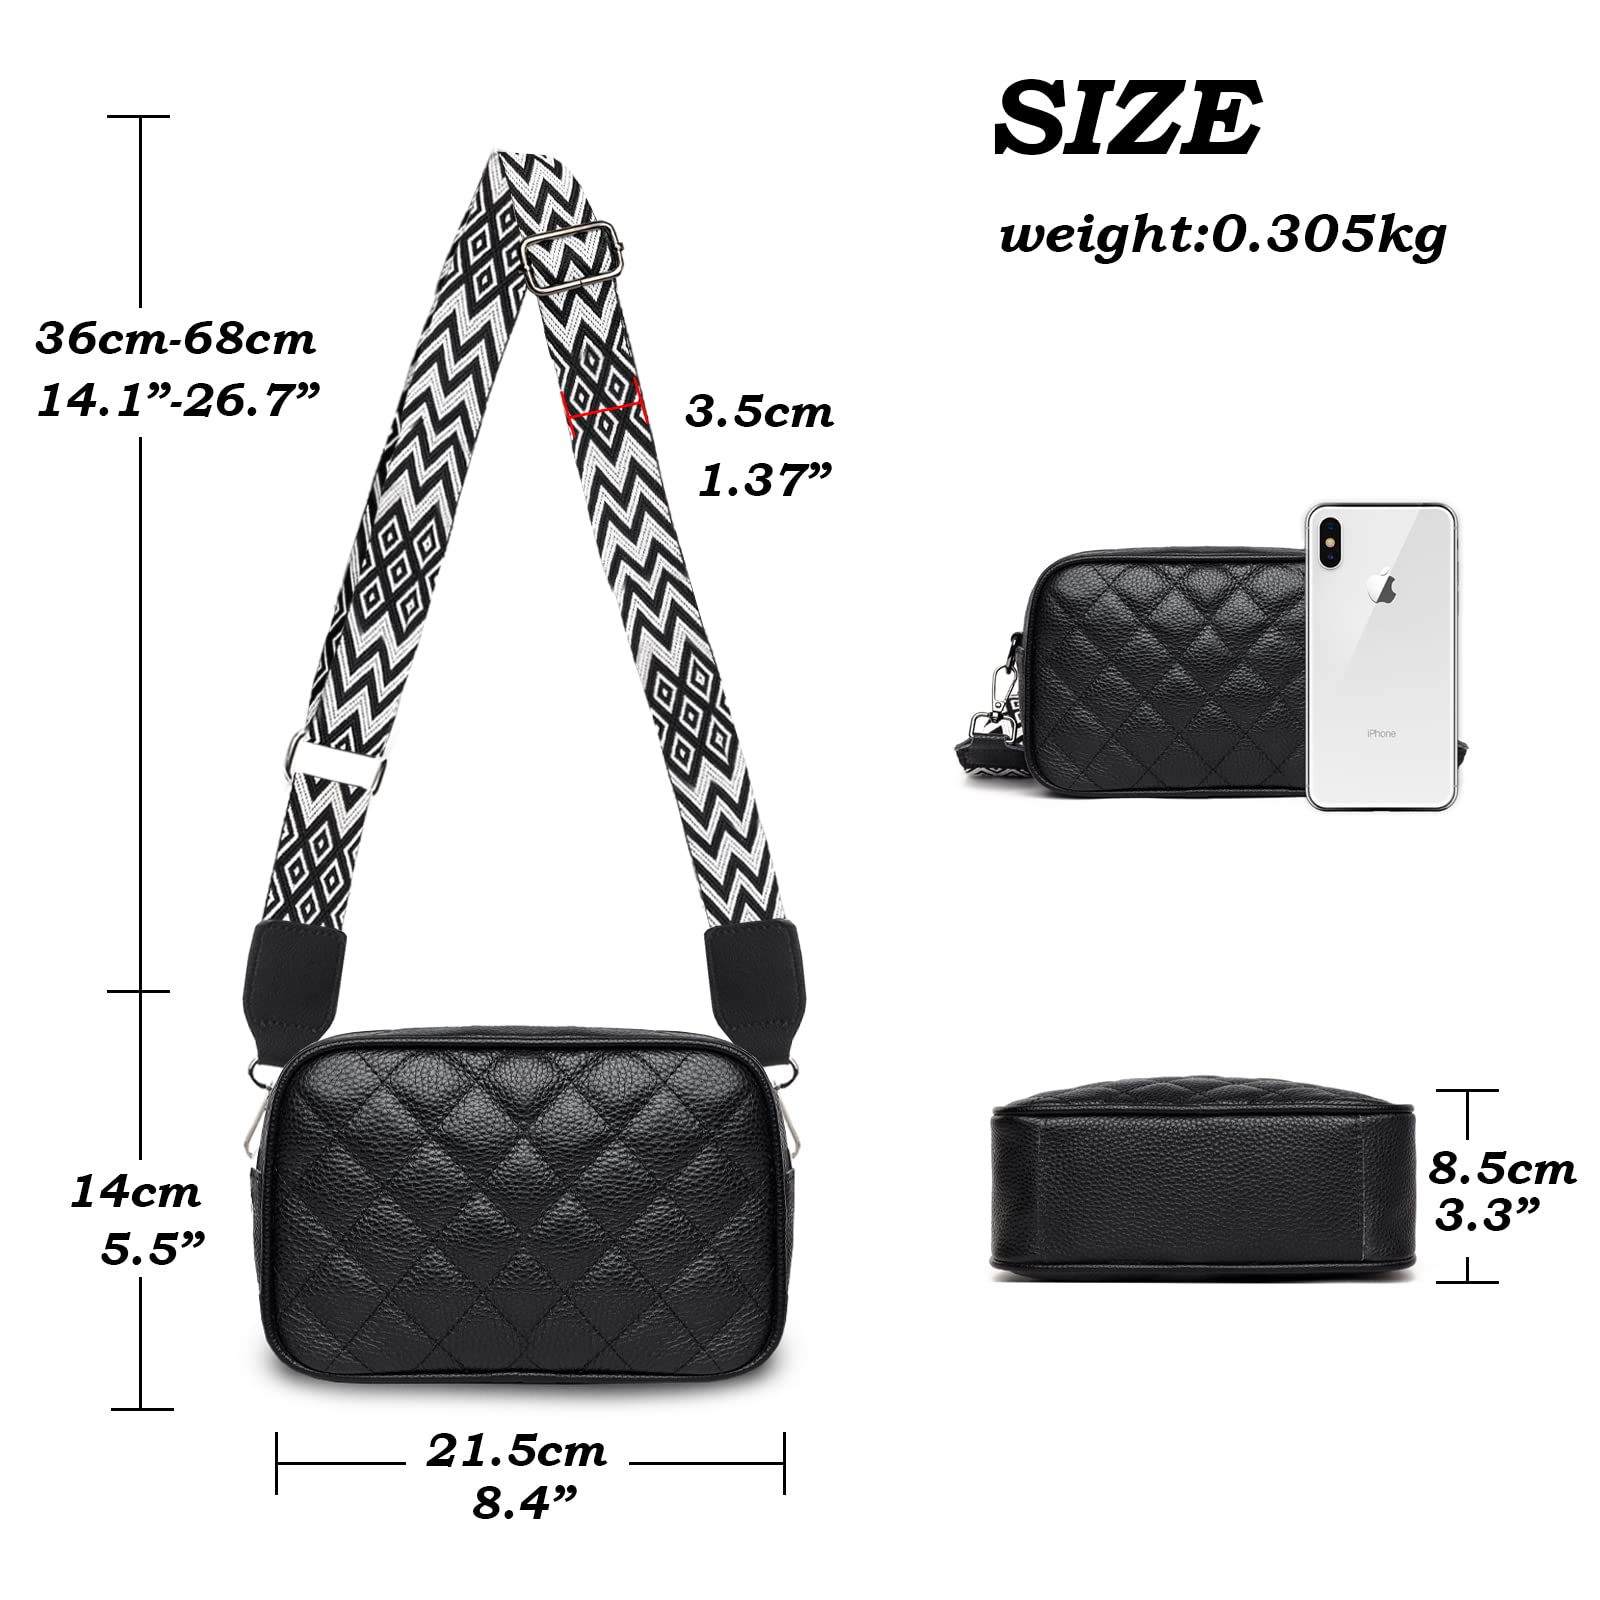 SIZE
weight:0.305kg
36cm-68cm
14.1”-26.7”
3.5cm
1.37”
iPhone
14cm
5.5”
8.5cm
3.3”
21.5cm
8.4”